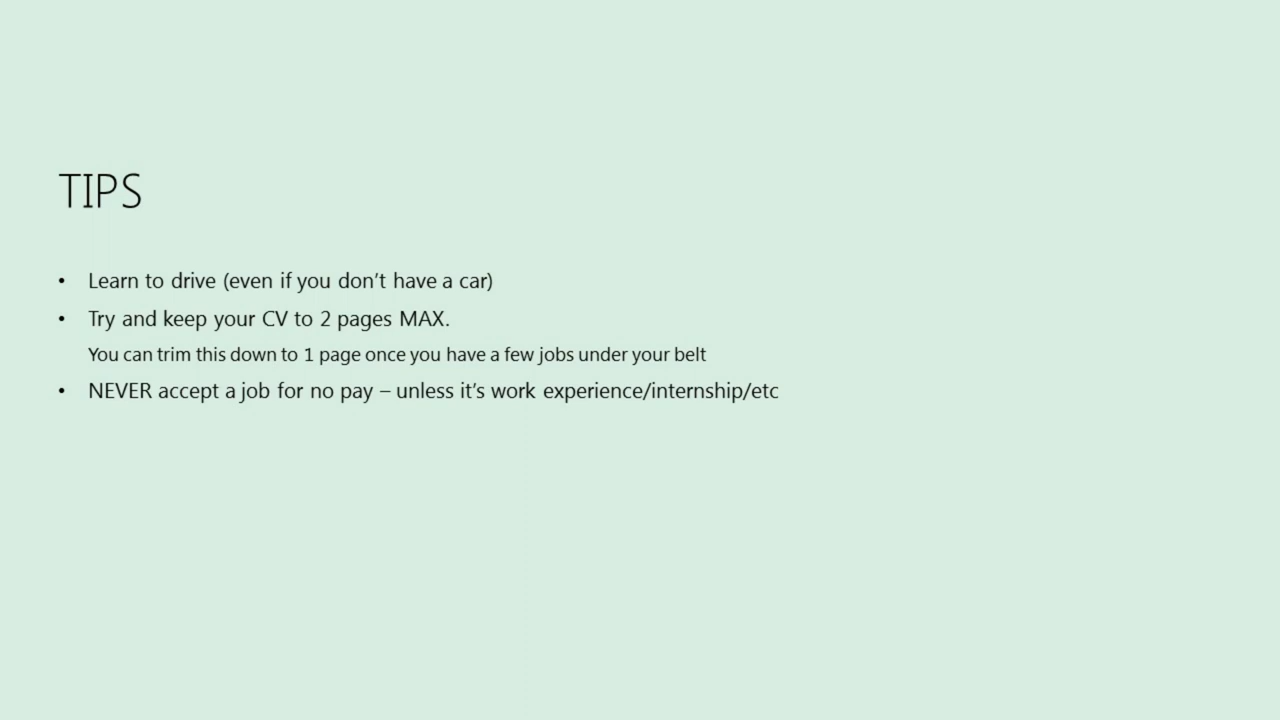 TIPS
• Learn to drive (even if you don’t have a car)
• Try and keep your CV to 2 pages MAX.
You can trim this down to 1 page once you have a few jobs under your belt
• NEVER accept a job for no pay – unless it’s work experience/internship/etc